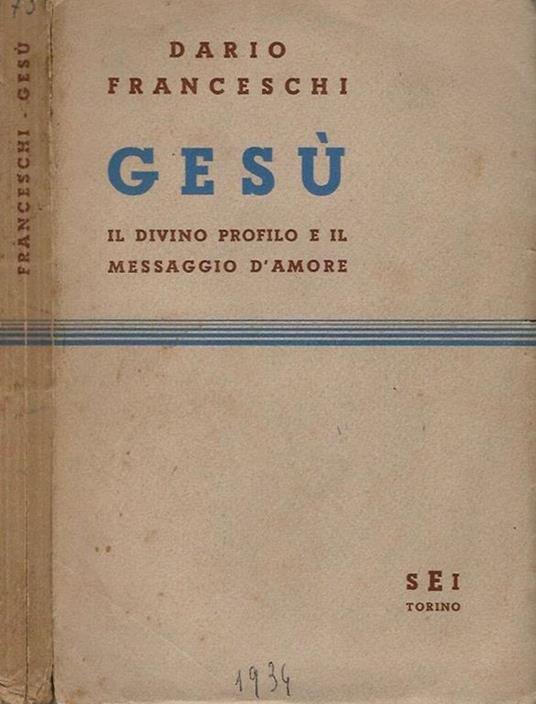 DARIO
FRANCESCHI
GESÙ
IL DIVINO PROFILO E IL
MESSAGGIO D'AMORE
SEI
TORINO
1934
FRANCESCHI - GESÙ